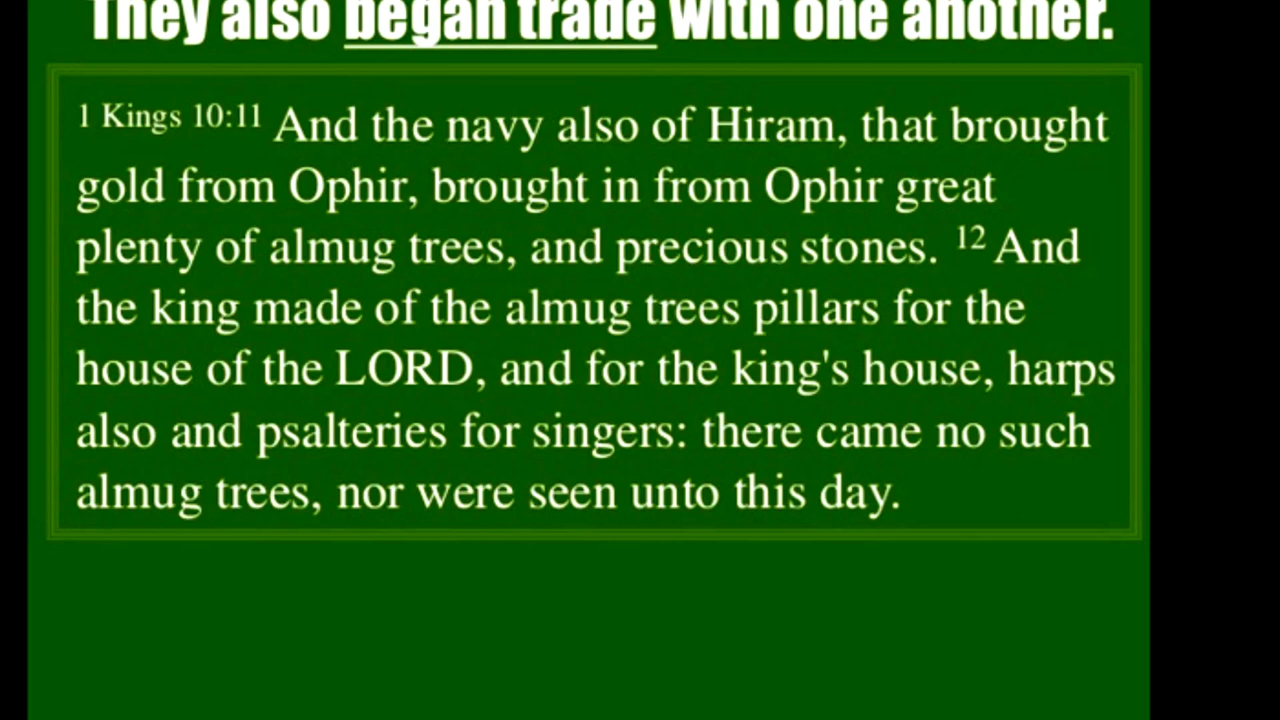 They also began trade with one another.
1 Kings 10:11 And the navy also of Hiram, that brought
gold from Ophir, brought in from Ophir great
plenty of almug trees, and precious stones. 12 And
the king made of the almug trees pillars for the
house of the LORD, and for the king's house, harps
also and psalteries for singers: there came no such
almug trees, nor were seen unto this day.